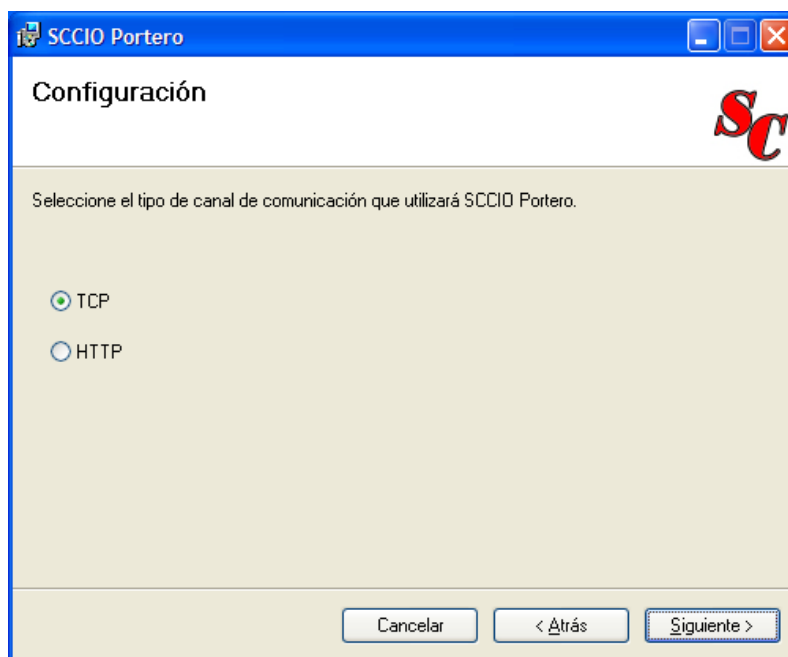 SCCIO Portero
Configuración
SC
Seleccione el tipo de canal de comunicación que utilizará SCCIO Portero.
TCP
HTTP
Cancelar
< Atrás
Siguiente >